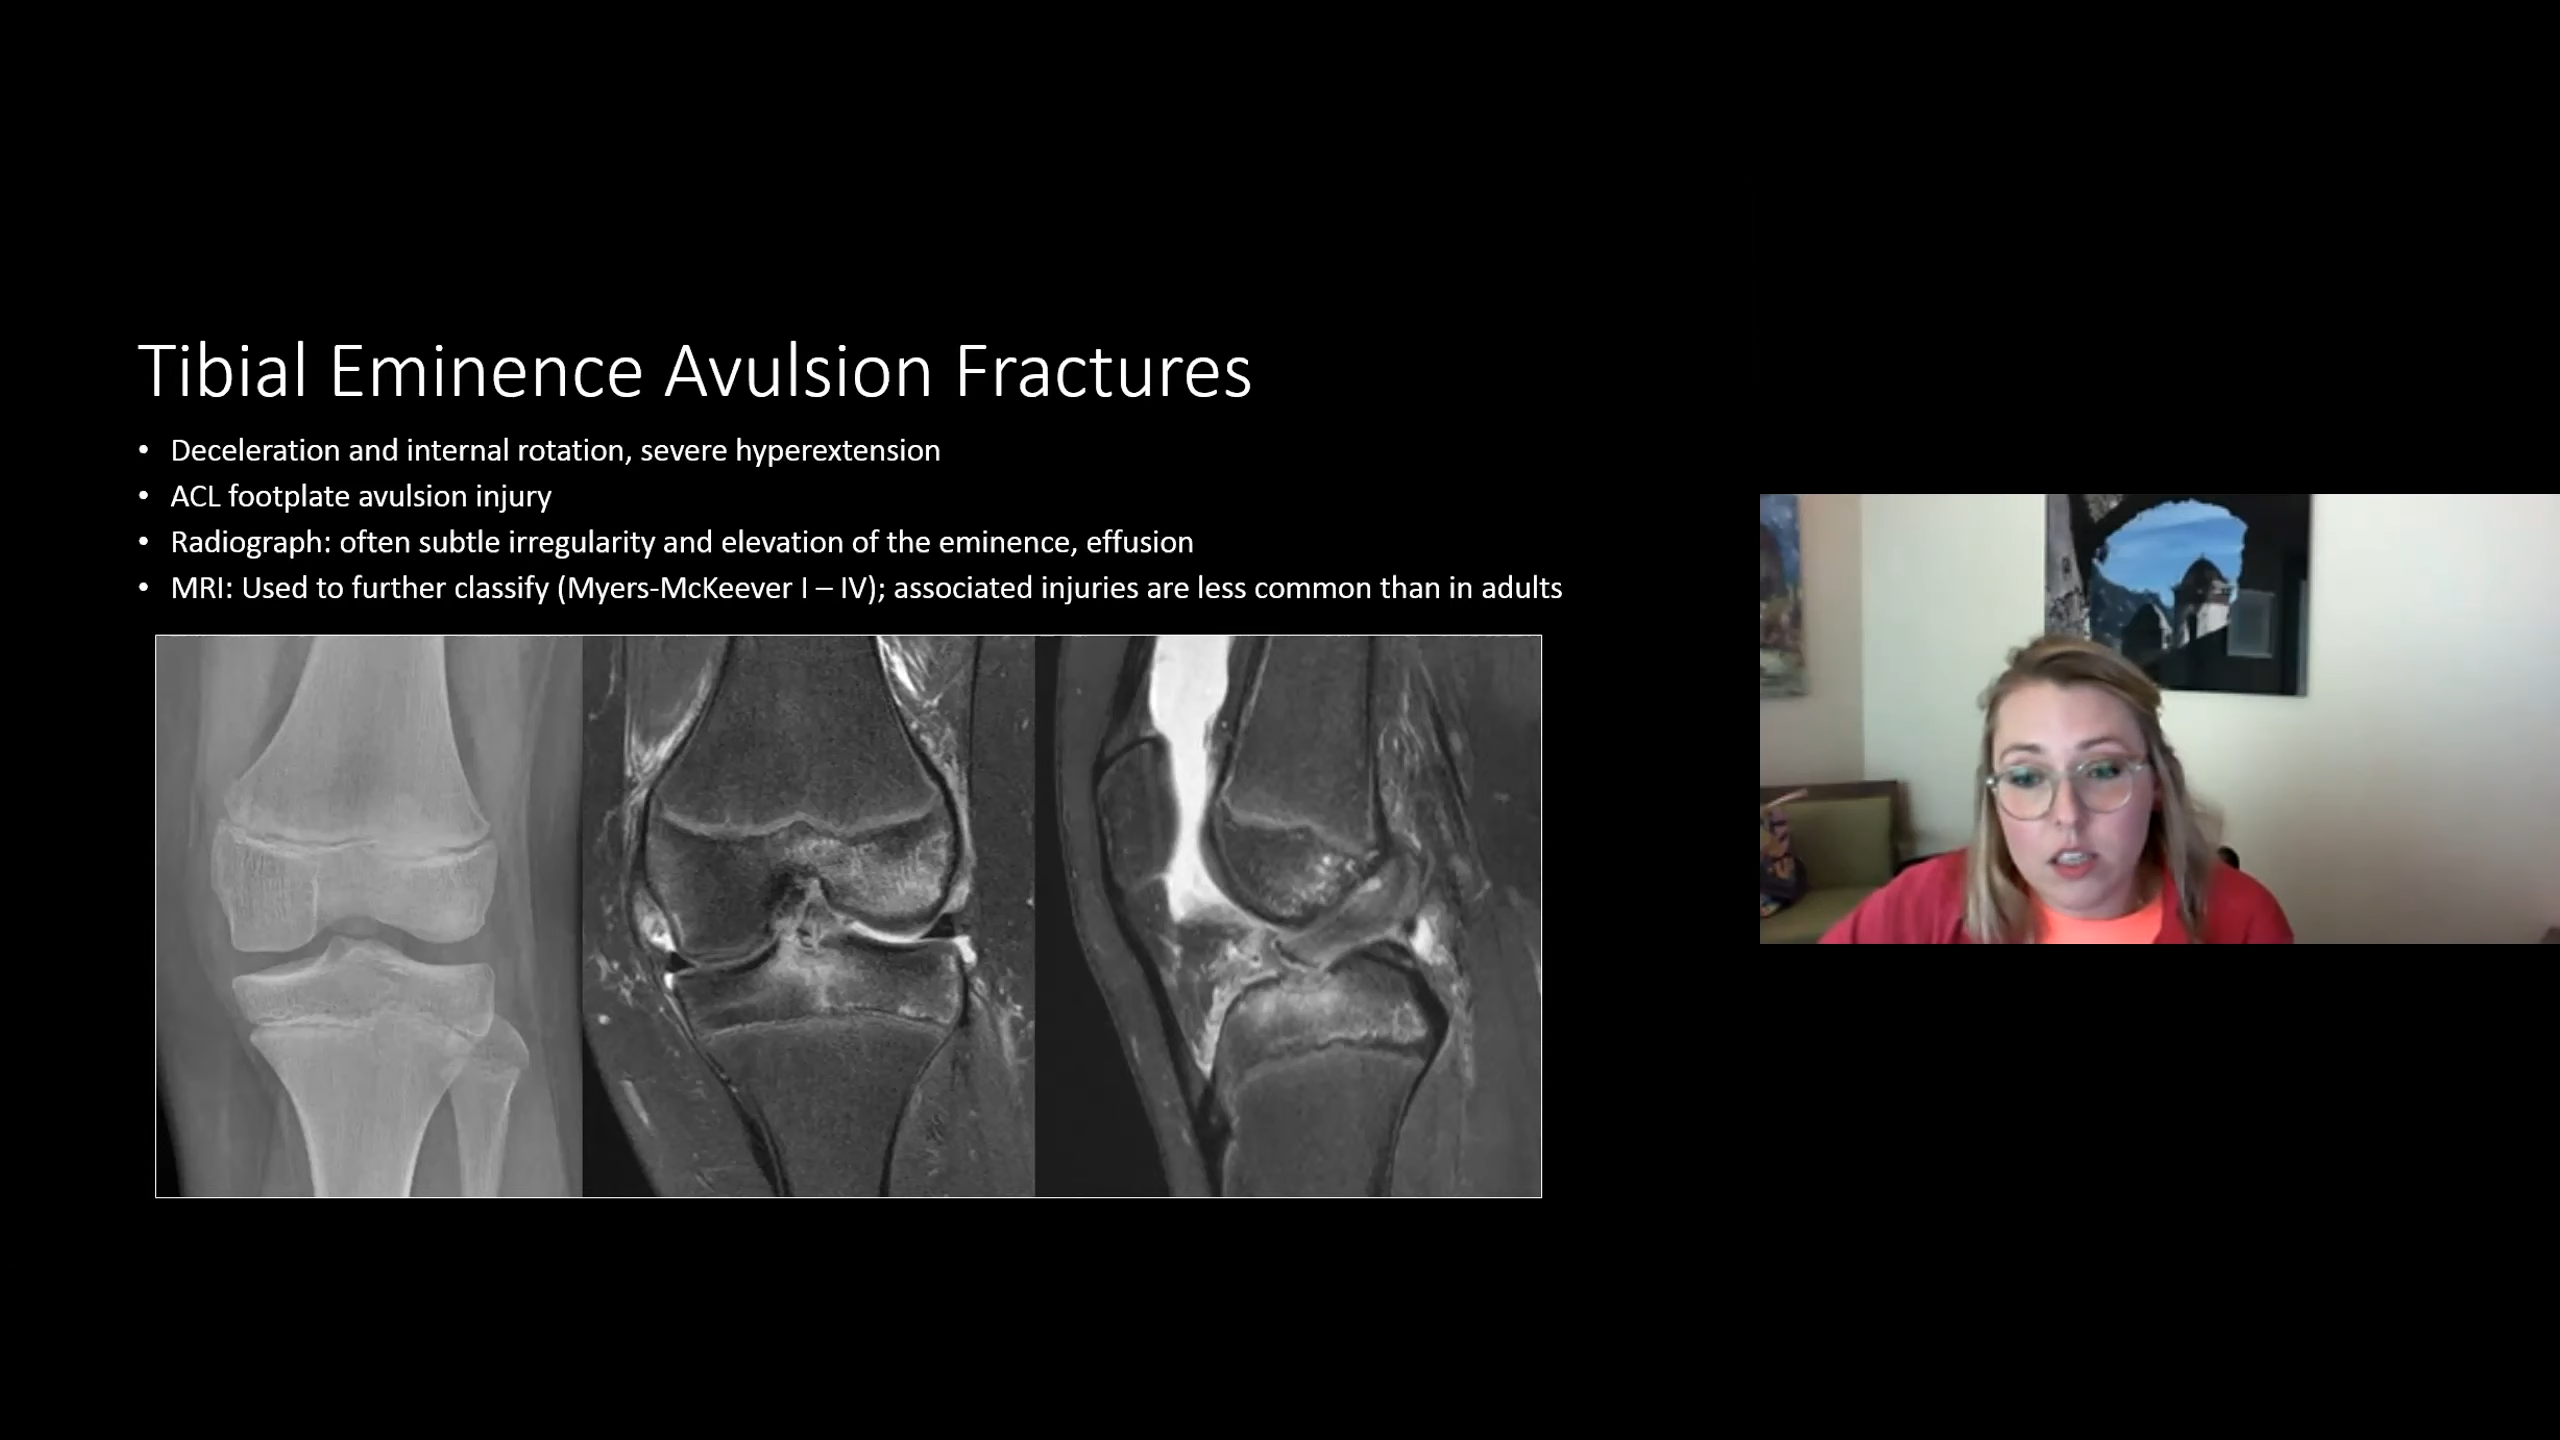 Tibial Eminence Avulsion Fractures
• Deceleration and internal rotation, severe hyperextension
• ACL footplate avulsion injury
• Radiograph: often subtle irregularity and elevation of the eminence, effusion
• MRI: Used to further classify (Myers-McKeever I – IV); associated injuries are less common than in adults